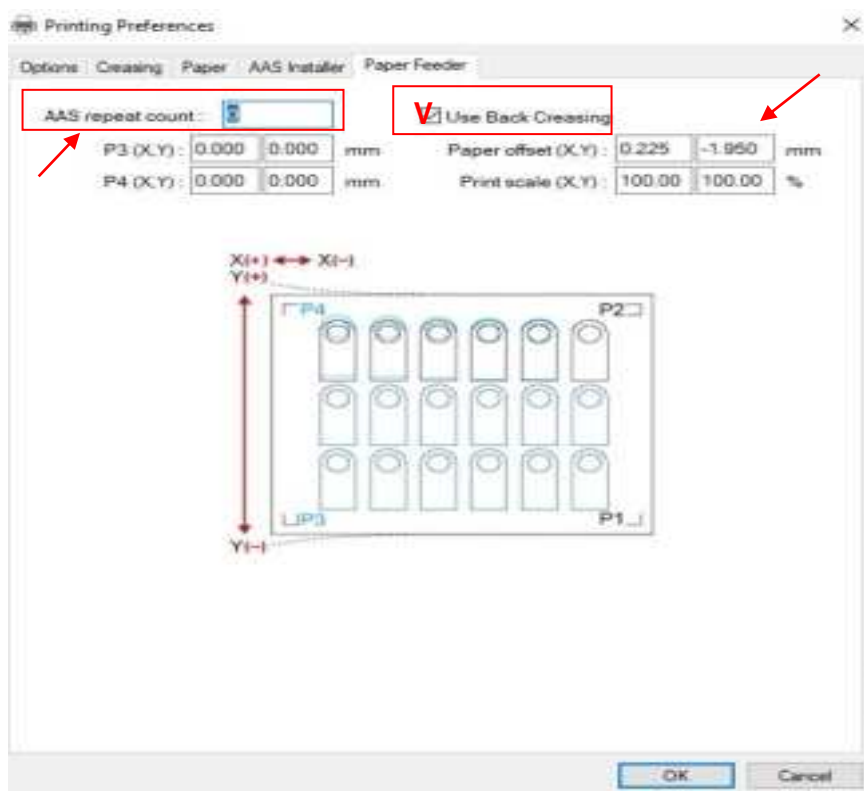 Printing Preferences
Options Creasing Paper AAS Installer Paper Feeder
AAS repeat count :
V Use Back Creasing
P3 (X,Y) : 0.000 0.000 mm Paper offset (X,Y) : 0.225 -1.950 mm
P4 (X,Y) : 0.000 0.000 mm Print scale (X,Y) : 100.00 100.00 %
X(+) X(-)
Y(+)
P4 P2
P3 P1
Y(-)
OK Cancel